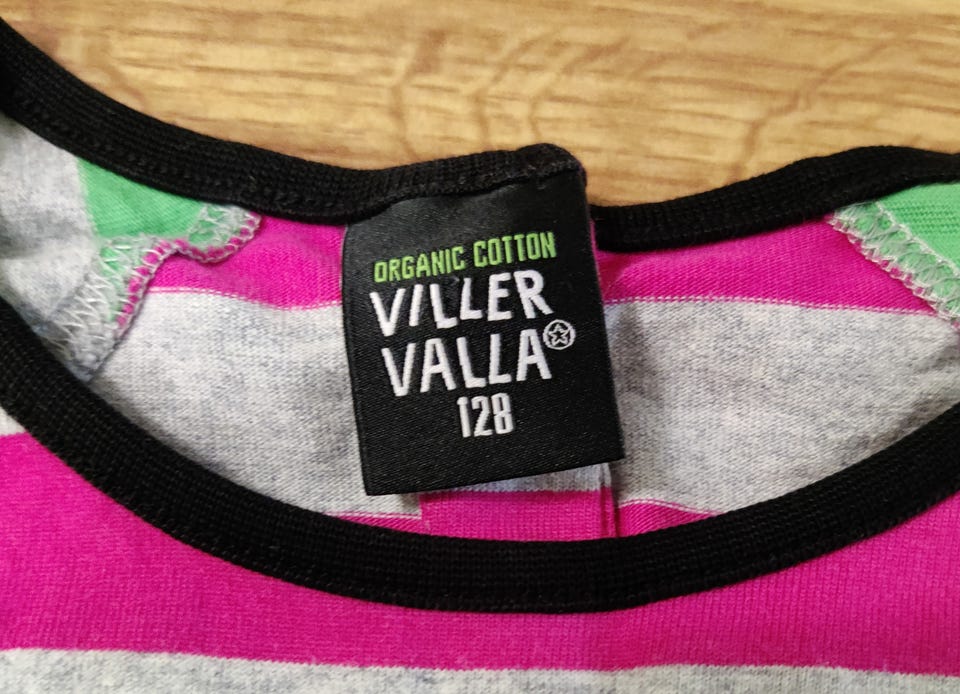 ORGANIC COTTON
VILLER
VALLA
128